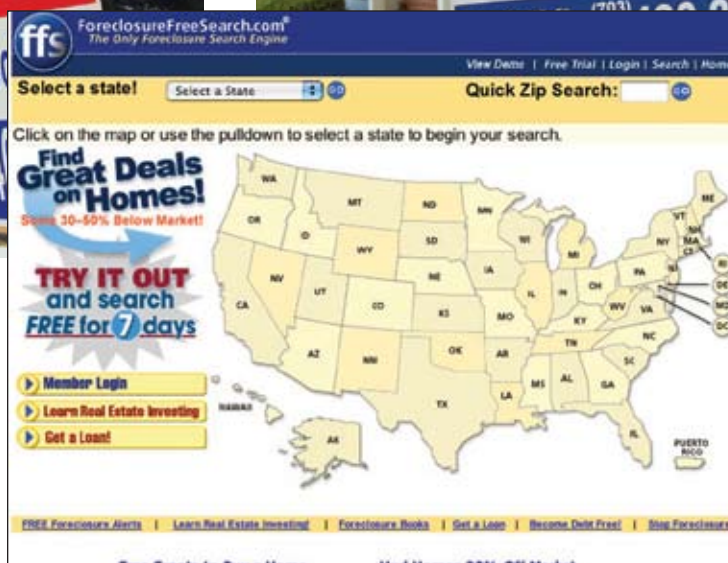 (703)
ffs
ForeclosureFreeSearch.com®
The Only Foreclosure Search Engine
View Demo | Free Trial | Login | Search | Home
Select a state!
Select a State
GO
Quick Zip Search:
GO
Click on the map or use the pulldown to select a state to begin your search.
Find
Great Deals
on Homes!
Some 30-50% Below Market!
TRY IT OUT
and search
FREE for 7 days
Member Login
Learn Real Estate Investing
Get a Loan!
WA
OR
CA
ID
NV
MT
WY
UT
AZ
CO
NM
ND
SD
NE
KS
OK
TX
MN
IA
MO
AR
LA
WI
IL
MI
IN
OH
KY
TN
MS
AL
GA
FL
SC
NC
VA
WV
PA
NY
VT
NH
ME
MA
CT
RI
NJ
DE
DC
HAWAII
AK
PUERTO
RICO
FREE Foreclosure Alerts | Learn Real Estate Investing! | Foreclosure Books | Get a Loan | Become Debt Free! | Stop Foreclosure